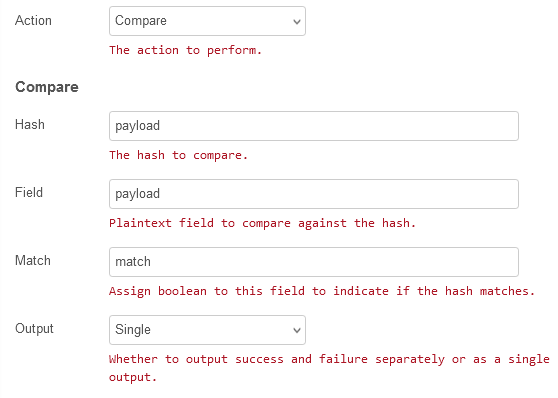 Action Compare
The action to perform.
Compare
Hash payload
The hash to compare.
Field payload
Plaintext field to compare against the hash.
Match match
Assign boolean to this field to indicate if the hash matches.
Output Single
Whether to output success and failure separately or as a single
output.